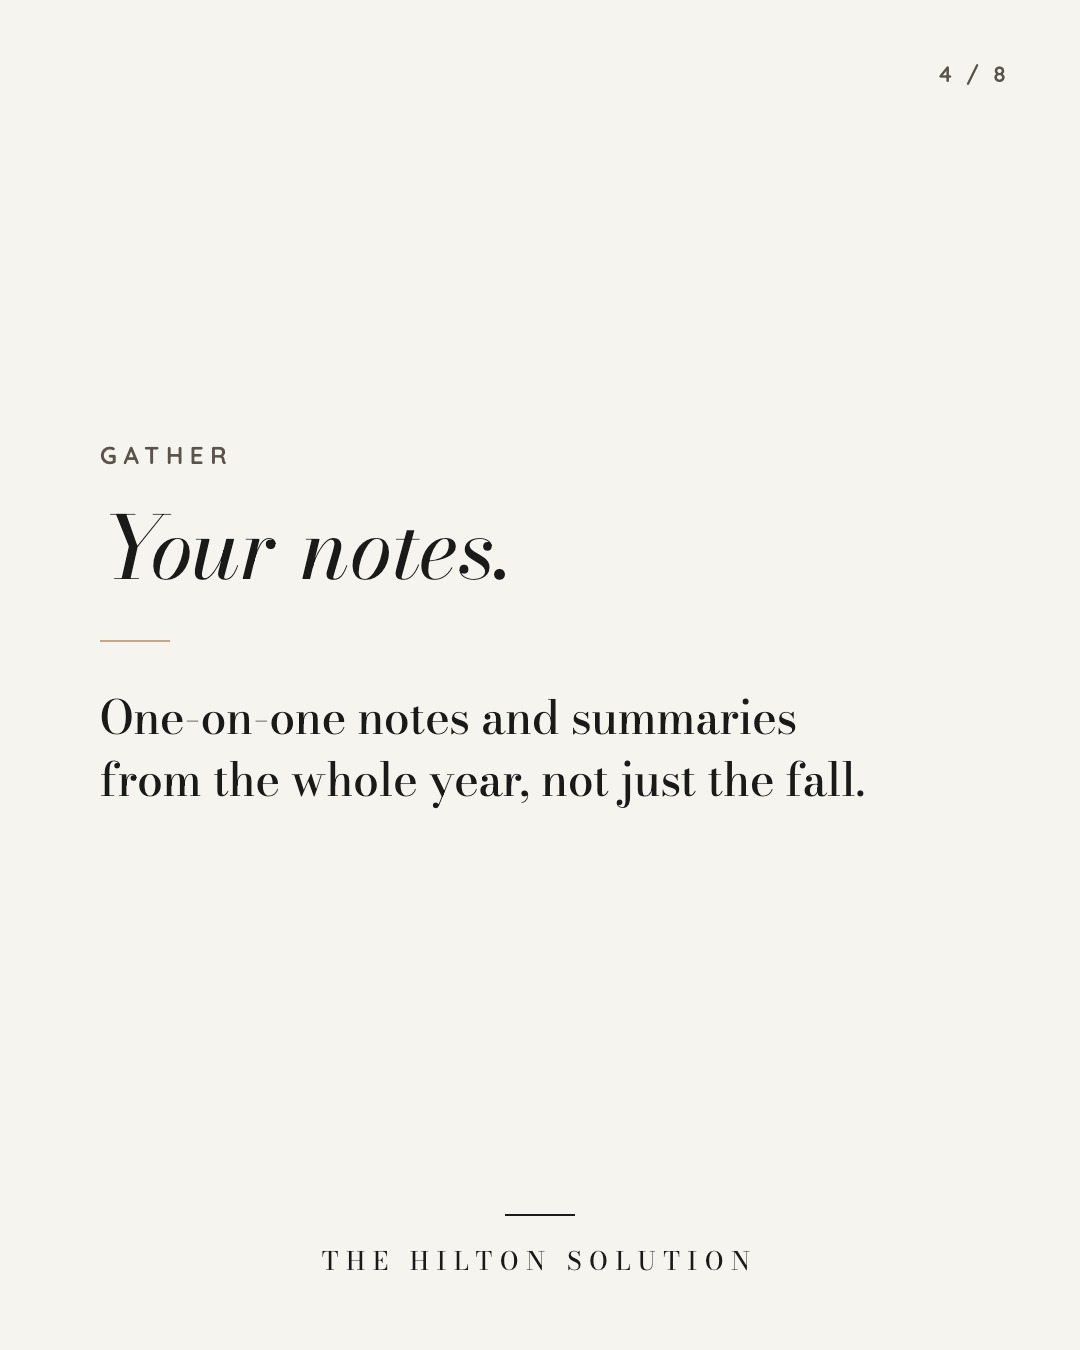 4 / 8
GATHER
Your notes.
One-on-one notes and summaries
from the whole year, not just the fall.
THE HILTON SOLUTION